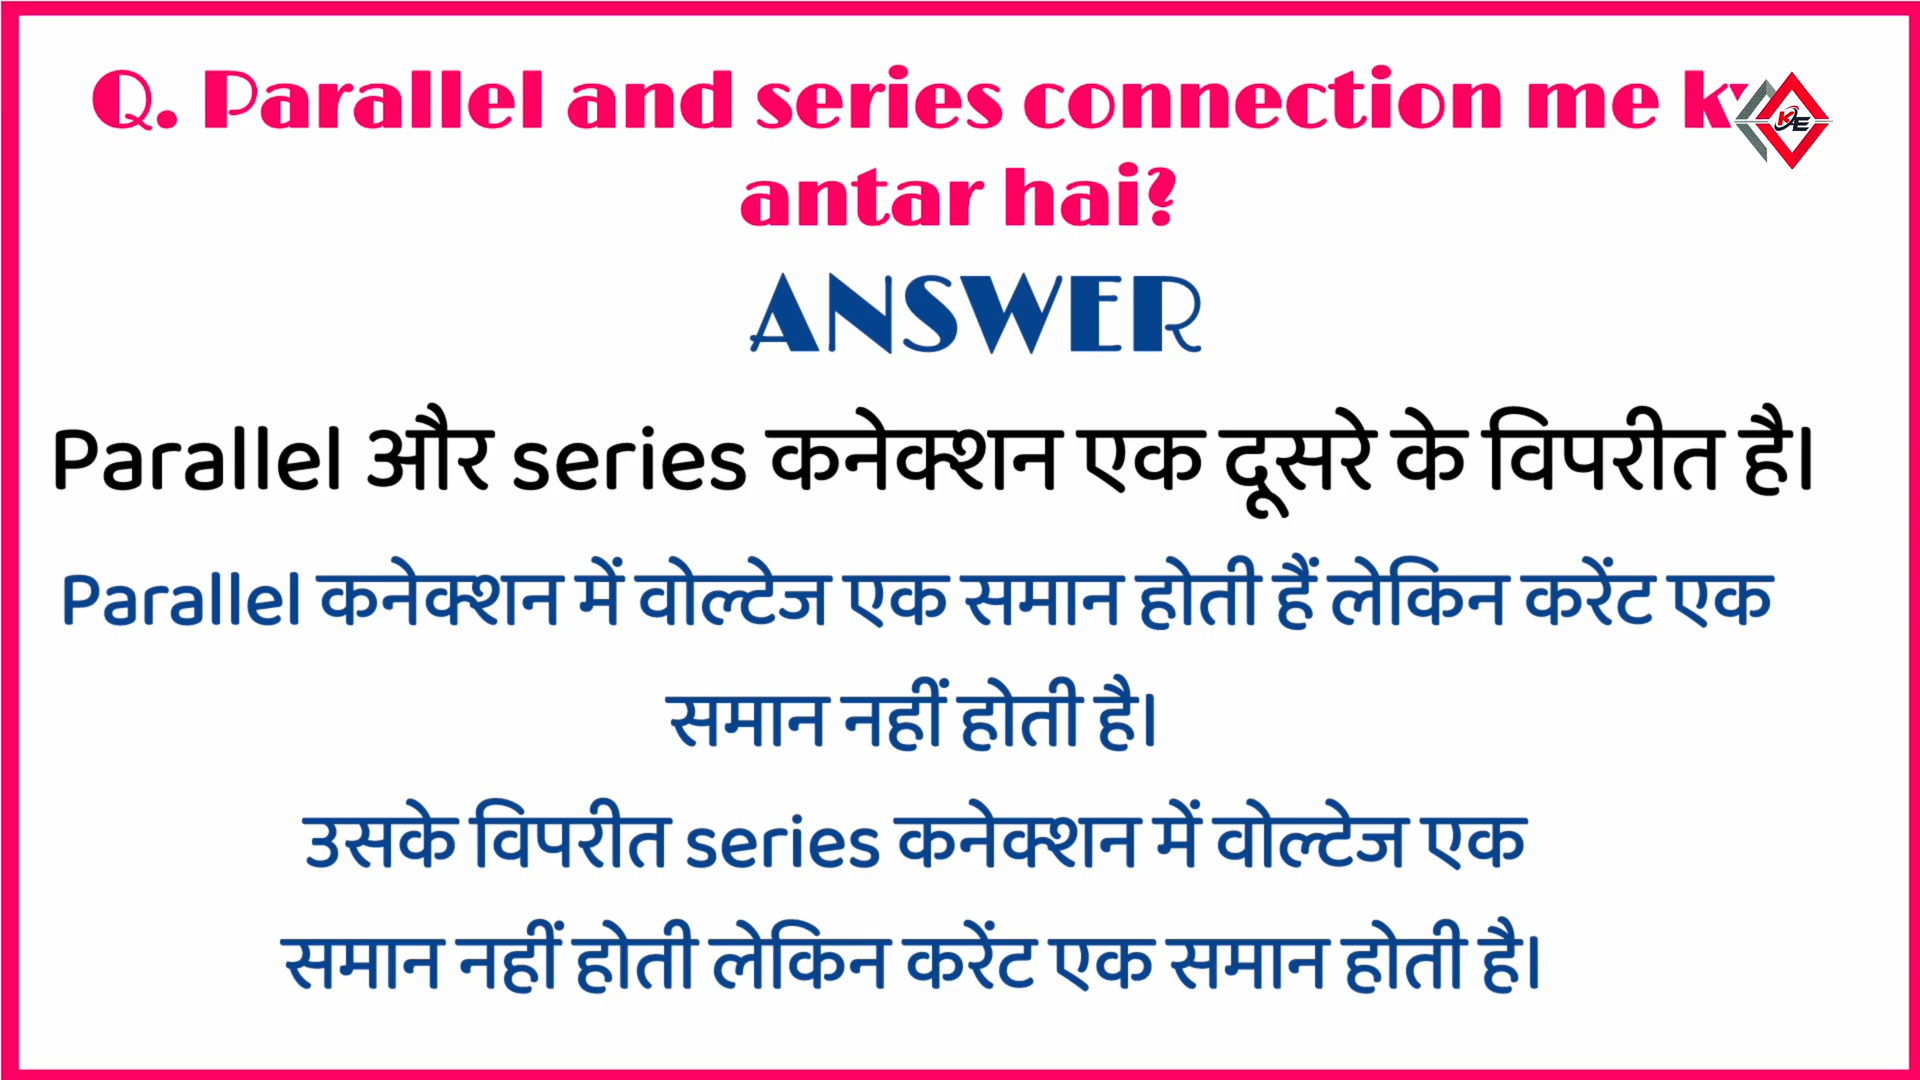 Q. Parallel and series connection me
antar hai?
ANSWER
Parallel और series कनेक्शन एक दूसरे के विपरीत है।
Parallel कनेक्शन में वोल्टेज एक समान होती हैं लेकिन करेंट एक
समान नहीं होती है।
उसके विपरीत series कनेक्शन में वोल्टेज एक
समान नहीं होती लेकिन करेंट एक समान होती है।